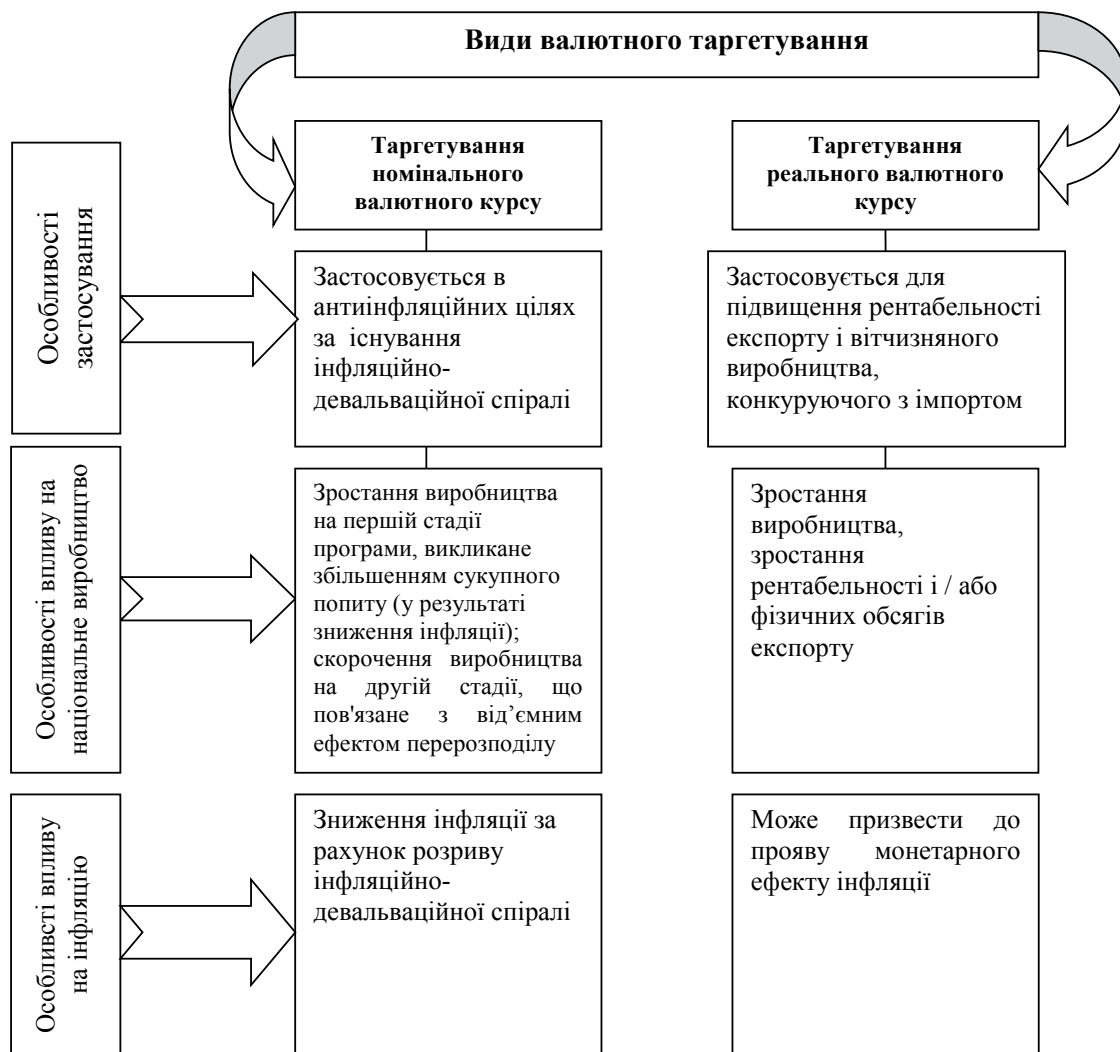 Види валютного таргетування
Таргетування
номінального
валютного курсу
Таргетування
реального валютного
курсу
Особливості
застосування
Застосовується в
антиінфляційних цілях
за існування
інфляційно-
девальваційної спіралі
Застосовується для
підвищення рентабельності
експорту і вітчизняного
виробництва,
конкуруючого з імпортом
Особливості впливу на
національне виробництво
Зростання виробництва
на першій стадії
програми, викликане
збільшенням сукупного
попиту (у результаті
зниження інфляції);
скорочення виробництва
на другій стадії, що
пов'язане з від’ємним
ефектом перерозподілу
Зростання
виробництва,
зростання
рентабельності і / або
фізичних обсягів
експорту
Особливсті впливу
на інфляцію
Зниження інфляції за
рахунок розриву
інфляційно-
девальваційної спіралі
Може призвести до
прояву монетарного
ефекту інфляції